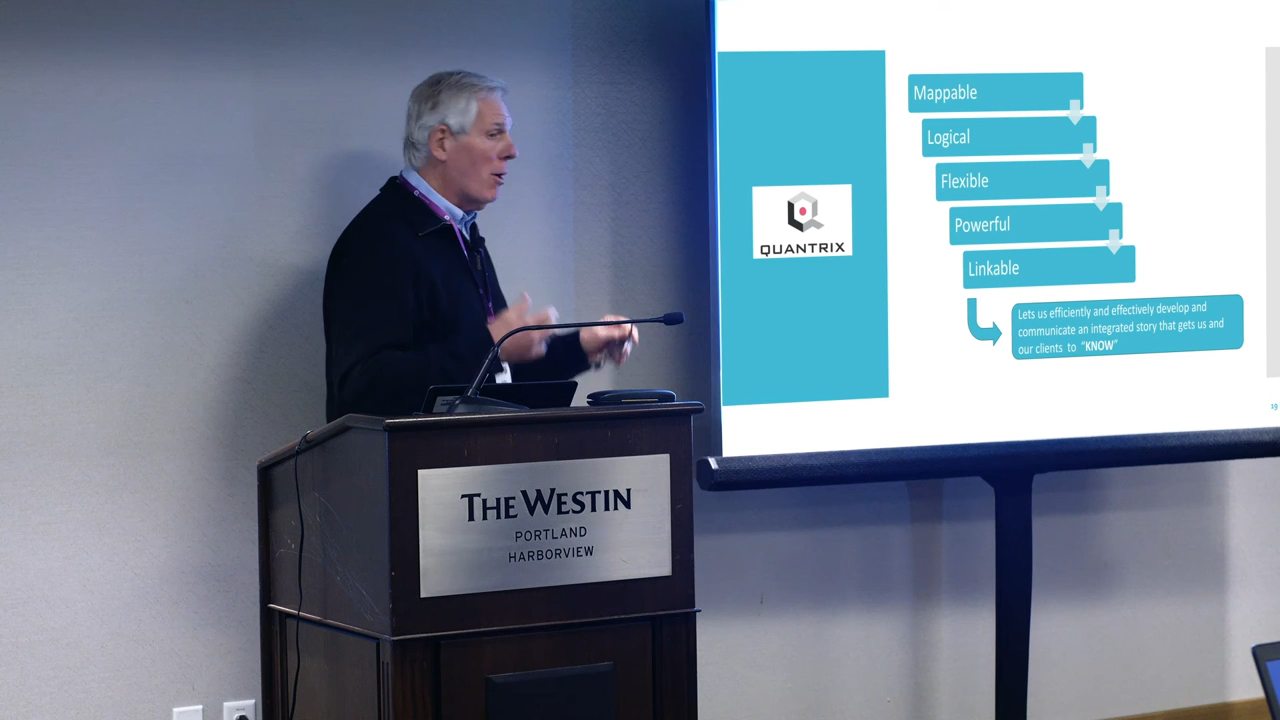 Mappable
Logical
Flexible
Powerful
Linkable
QUANTRIX
Lets us efficiently and effectively develop and
communicate an integrated story that gets us and
our clients to "KNOW"
19
THE WESTIN
PORTLAND
HARBORVIEW